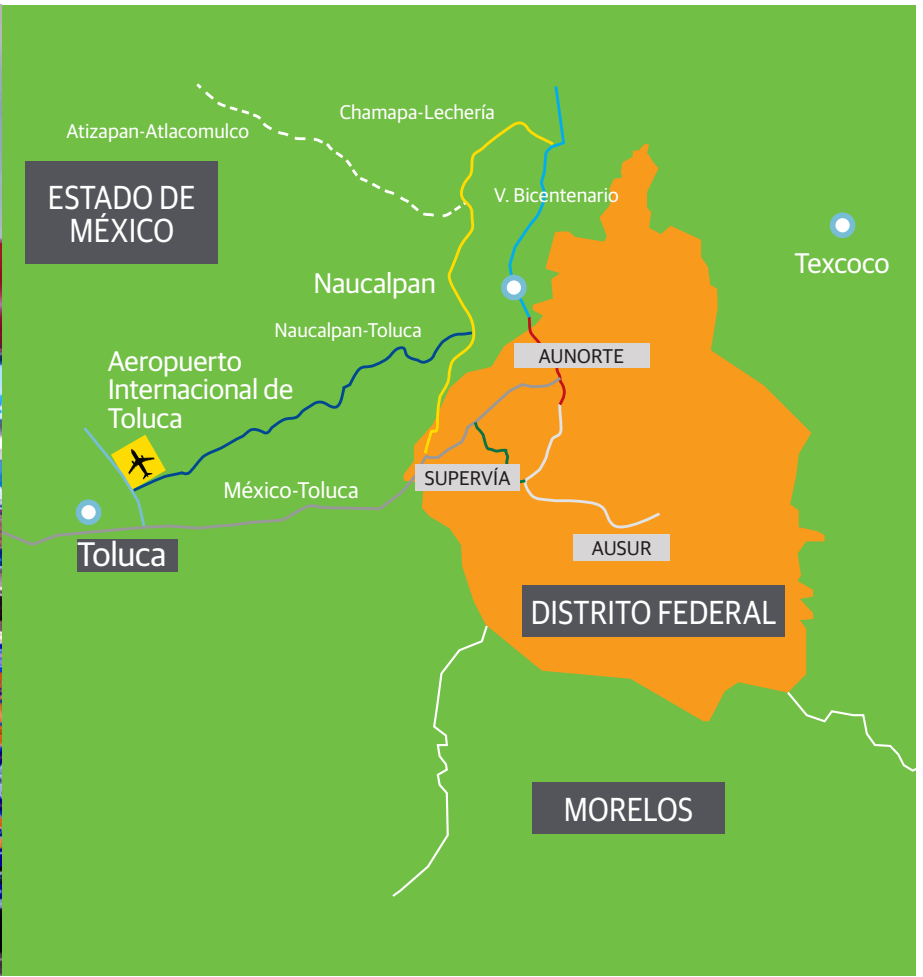 Chamapa-Lechería
Atizapan-Atlacomulco
ESTADO DE
MÉXICO
V. Bicentenario
Texcoco
Naucalpan
Naucalpan-Toluca
AUNORTE
Aeropuerto
Internacional de
Toluca
SUPERVÍA
México-Toluca
AUSUR
Toluca
DISTRITO FEDERAL
MORELOS